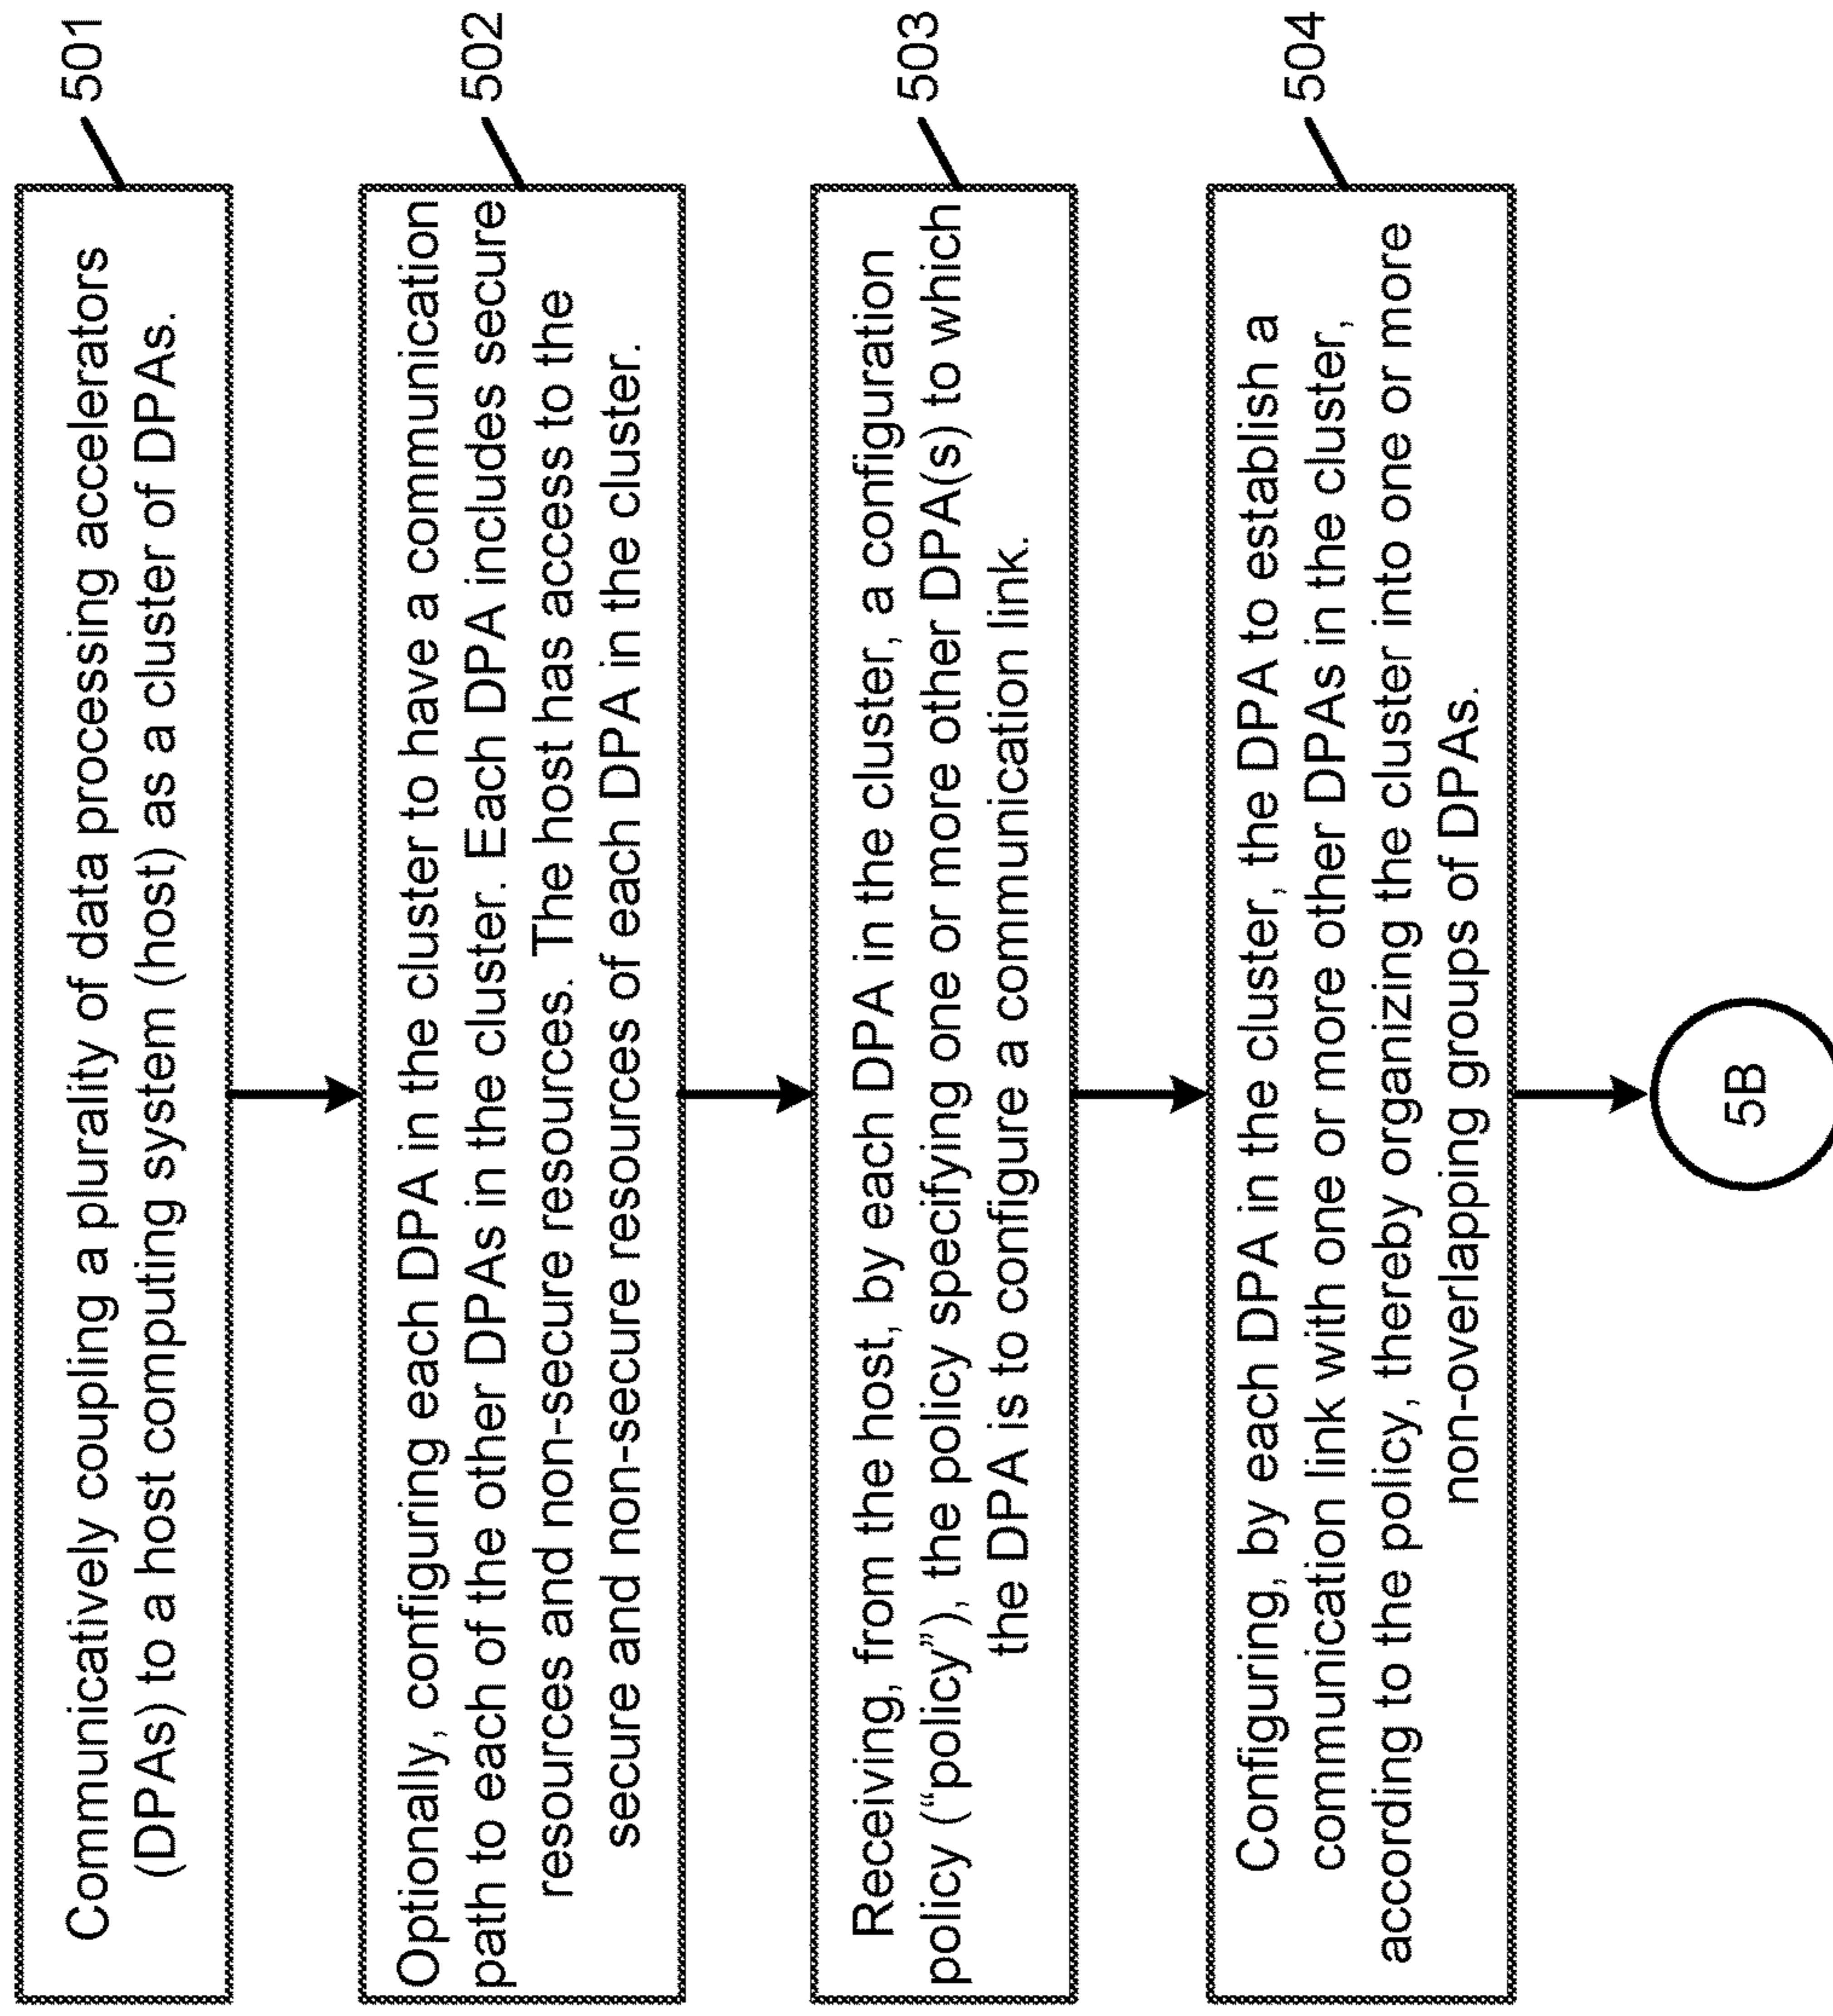 Communicatively coupling a plurality of data processing accelerators
(DPAs) to a host computing system (host) as a cluster of DPAs.
501
Optionally, configuring each DPA in the cluster to have a communication
path to each of the other DPAs in the cluster. Each DPA includes secure
resources and non-secure resources. The host has access to the
secure and non-secure resources of each DPA in the cluster.
502
Receiving, from the host, by each DPA in the cluster, a configuration
policy (“policy”), the policy specifying one or more other DPA(s) to which
the DPA is to configure a communication link.
503
Configuring, by each DPA in the cluster, the DPA to establish a
communication link with one or more other DPAs in the cluster,
according to the policy, thereby organizing the cluster into one or more
non-overlapping groups of DPAs.
504
5B